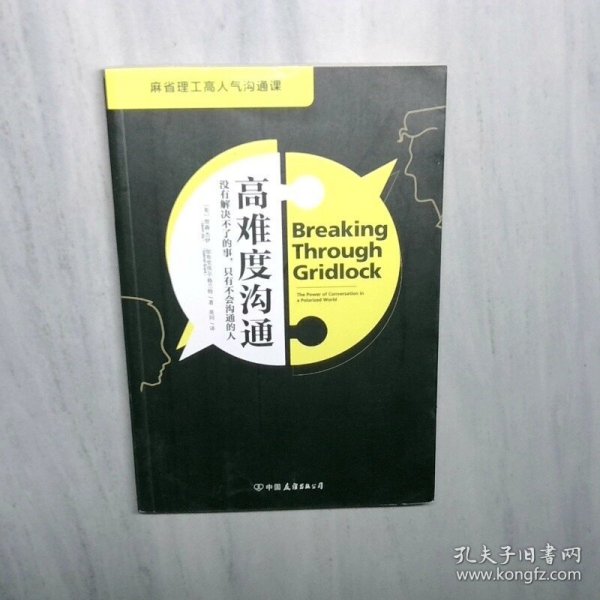 麻省理工高人气沟通课
高难度沟通
没有解决不了的事，只有不会沟通的人
Breaking
Through
Gridlock
The Power of Conversation in
a Polarized World
中国友谊出版公司
孔夫子旧书网
www.kongfz.com